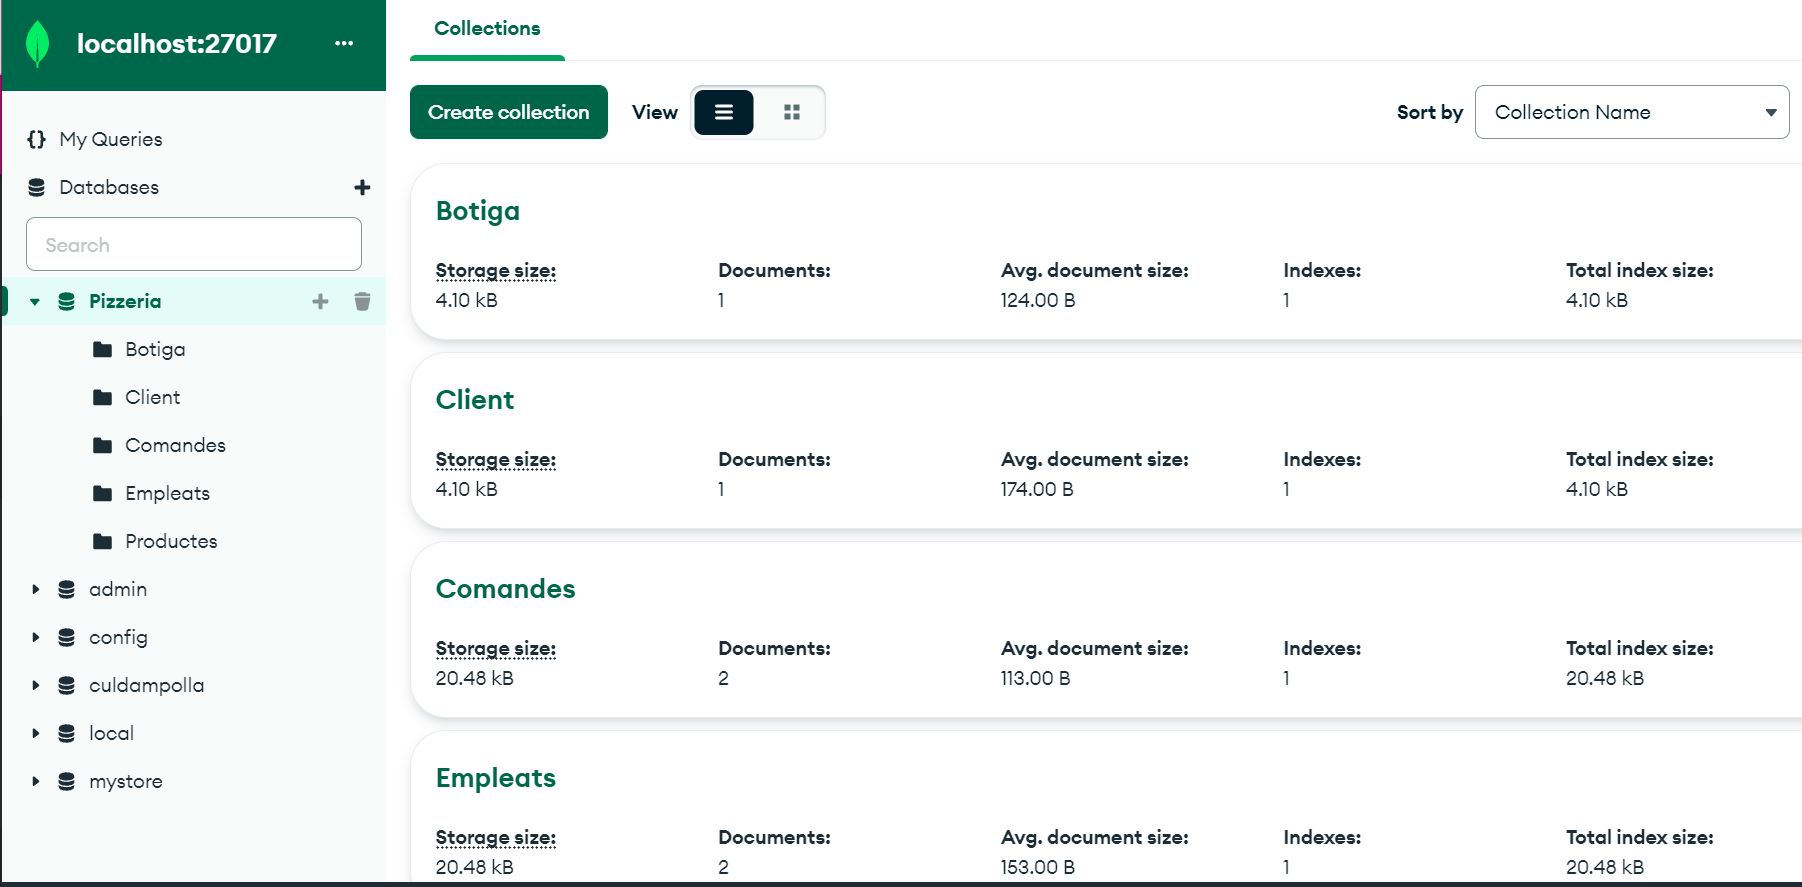 localhost:27017
...
My Queries
Databases
Search
Pizzeria
Botiga
Client
Comandes
Empleats
Productes
admin
config
culdampolla
local
mystore
Collections
Create collection View Sort by Collection Name
Botiga
Storage size: Documents: Avg. document size: Indexes: Total index size:
4.10 kB 1 124.00 B 1 4.10 kB
Client
Storage size: Documents: Avg. document size: Indexes: Total index size:
4.10 kB 1 174.00 B 1 4.10 kB
Comandes
Storage size: Documents: Avg. document size: Indexes: Total index size:
20.48 kB 2 113.00 B 1 20.48 kB
Empleats
Storage size: Documents: Avg. document size: Indexes: Total index size:
20.48 kB 2 153.00 B 1 20.48 kB